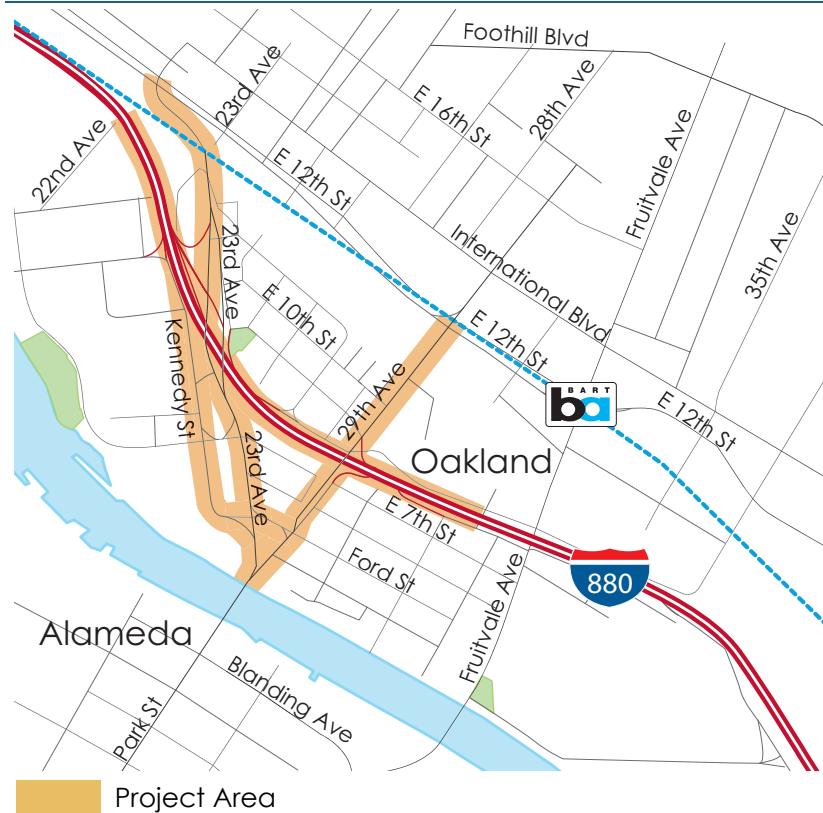 Foothill Blvd
23rd Ave
E 16th St
28th Ave
22nd Ave
E 12th St
Fruitvale Ave
35th Ave
23rd Ave
International Blvd
E 10th St
E 12th St
Kennedy St
29th Ave
BART
ba
E 12th St
23rd Ave
Oakland
E 7th St
Ford St
880
Fruitvale Ave
Alameda
Blanding Ave
Park St
Project Area